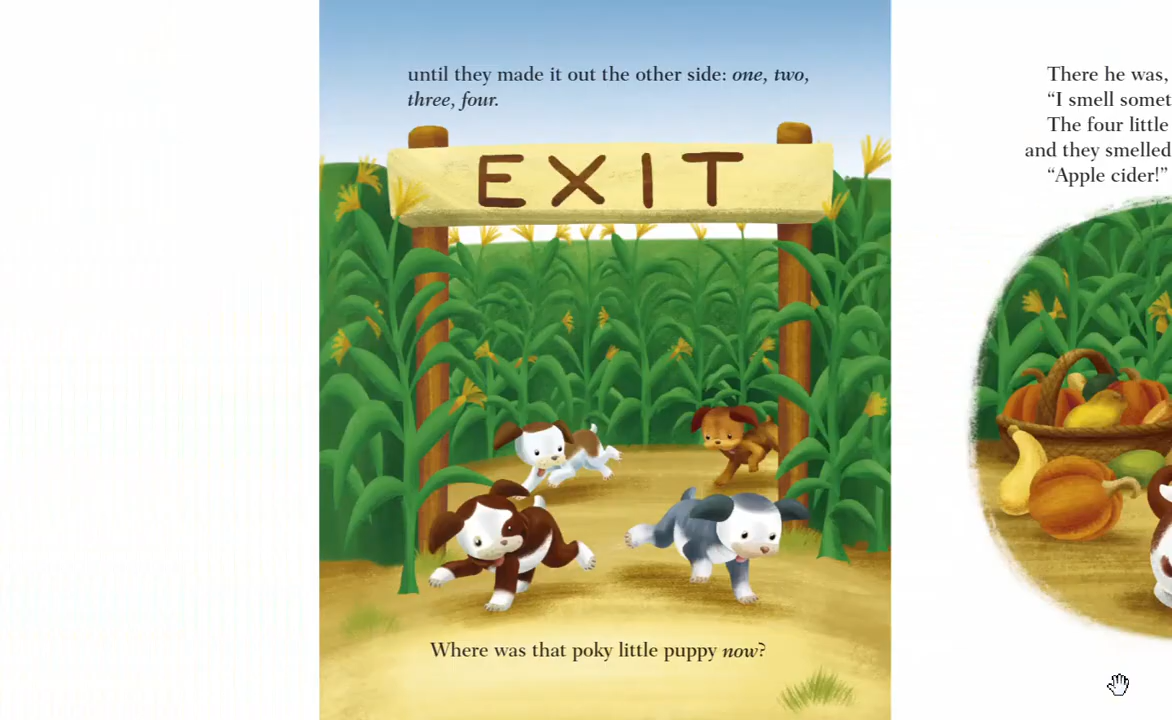 until they made it out the other side: one, two,
three, four.
EXIT
Where was that poky little puppy now?
There he was,
“I smell
The four little
and they smelled
“Apple cider!”